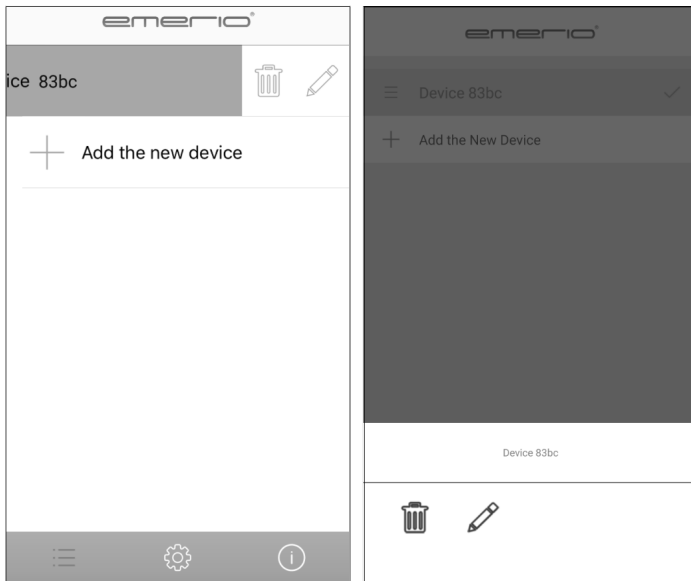 emerio®
ice 83bc
Add the new device
emerio®
Device 83bc
Add the New Device
Device 83bc